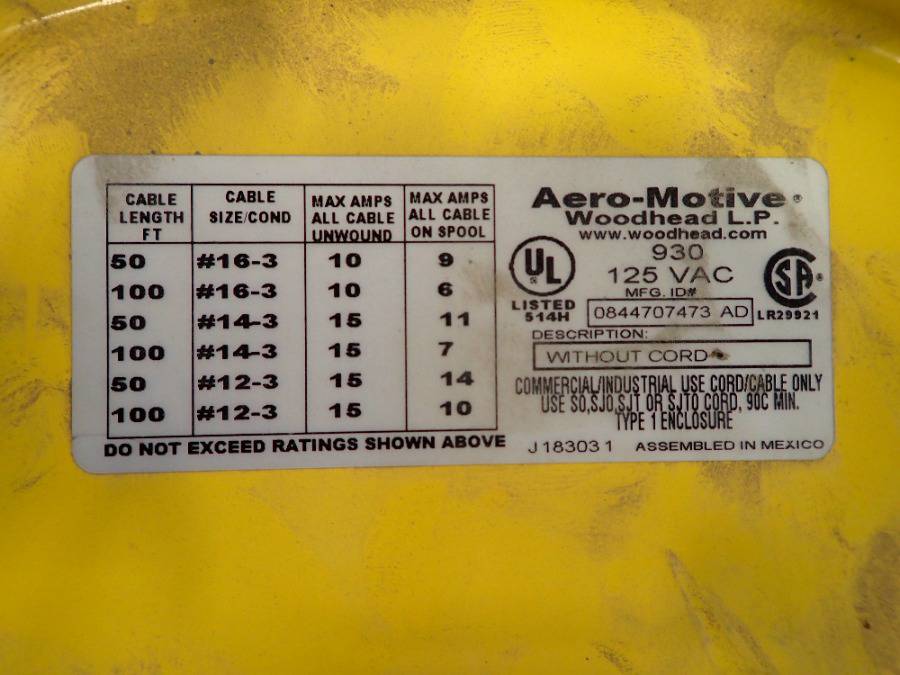 CABLE LENGTH FT CABLE SIZE/COND MAX AMPS ALL CABLE UNWOUND MAX AMPS ALL CABLE ON SPOOL
50 #16-3 10 9
100 #16-3 10 6
50 #14-3 15 11
100 #14-3 15 7
50 #12-3 15 14
100 #12-3 15 10
DO NOT EXCEED RATINGS SHOWN ABOVE
Aero-Motive®
Woodhead L.P.
www.woodhead.com
930
125 VAC
UL
LISTED
514H
MFG. ID#
0844707473 AD
SA®
LR29921
DESCRIPTION:
WITHOUT CORD
COMMERCIAL/INDUSTRIAL USE CORD/CABLE ONLY
USE SO,SJO,SJT OR SJTO CORD, 90C MIN.
TYPE 1 ENCLOSURE
J183031 ASSEMBLED IN MEXICO